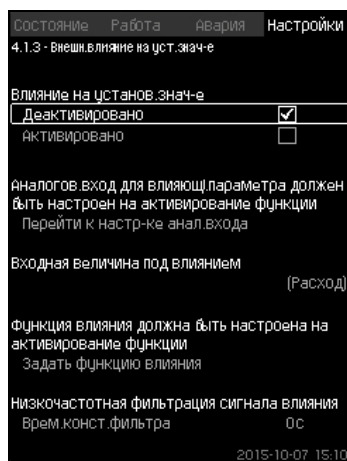 Состояние Работа Авария Настройки
4.1.3 - Внешн.влияние на уст.знач-е
Влияние на установ.знач-е
Деактивировано
Активировано
Аналогов.вход для влияющ.параметра должен
быть настроен на активирование функции
Перейти к настр-ке анал.входа
Входная величина под влиянием
(Расход)
Функция влияния должна быть настроена на
активирование функции
Задать функцию влияния
Низкочастотная фильтрация сигнала влияния
Врем.конст.фильтра 0с
2015-10-07 15:10